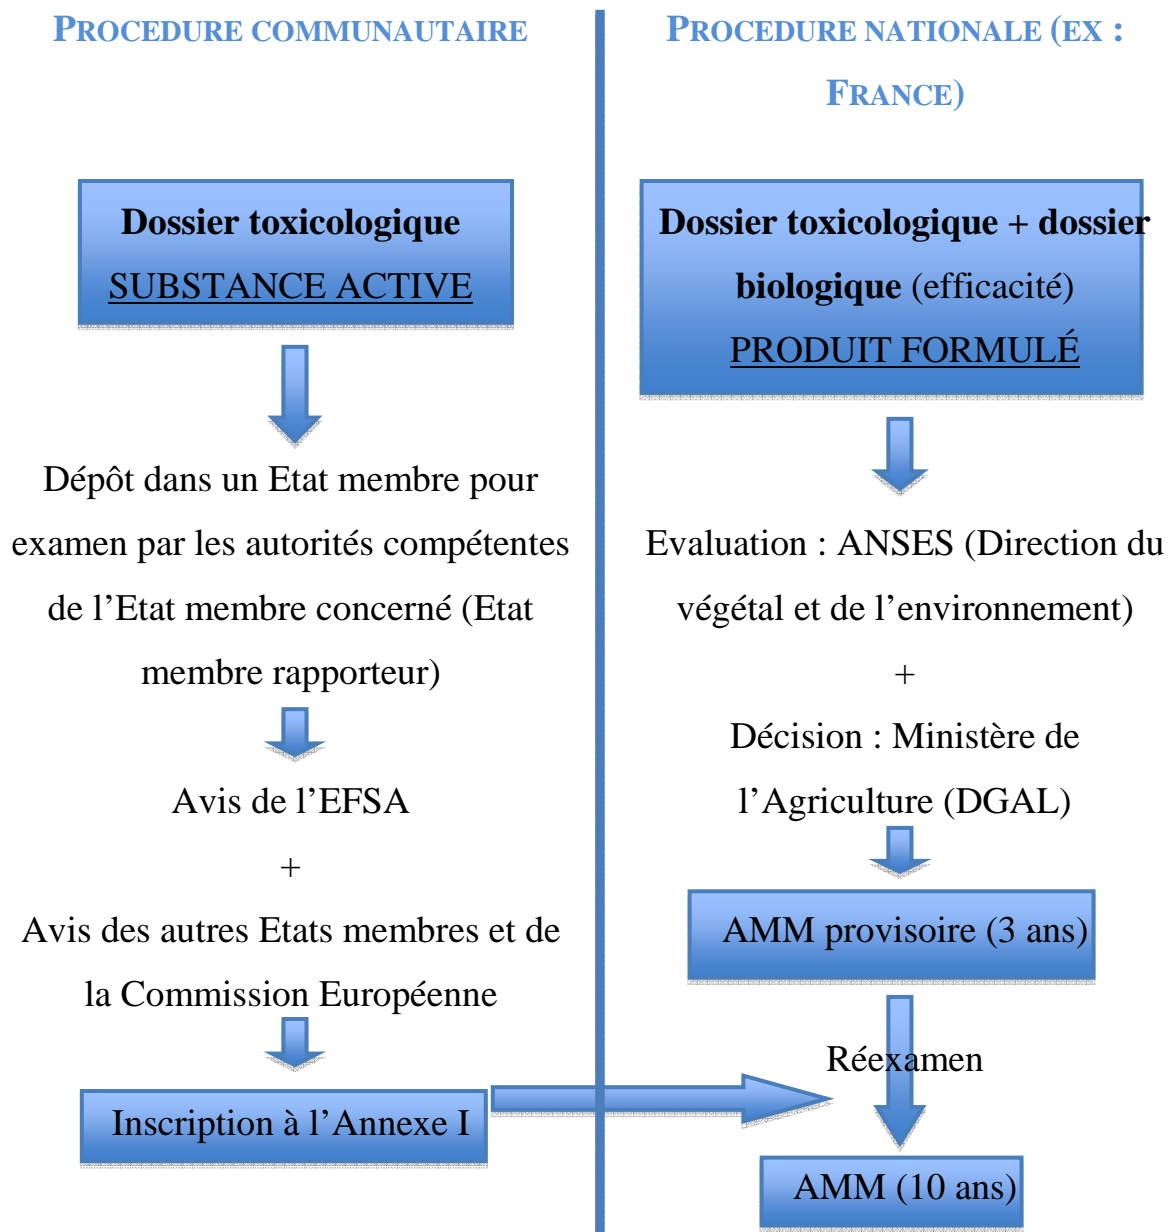 PROCEDURE COMMUNAUTAIRE
Dossier toxicologique
SUBSTANCE ACTIVE
Dépôt dans un Etat membre pour
examen par les autorités compétentes
de l’Etat membre concerné (Etat
membre rapporteur)
Avis de l’EFSA
+
Avis des autres Etats membres et de
la Commission Européenne
Inscription à l’Annexe I
PROCEDURE NATIONALE (EX :
FRANCE)
Dossier toxicologique + dossier
biologique (efficacité)
PRODUIT FORMULÉ
Evaluation : ANSES (Direction du
végétal et de l’environnement)
+
Décision : Ministère de
l’Agriculture (DGAL)
AMM provisoire (3 ans)
Réexamen
AMM (10 ans)